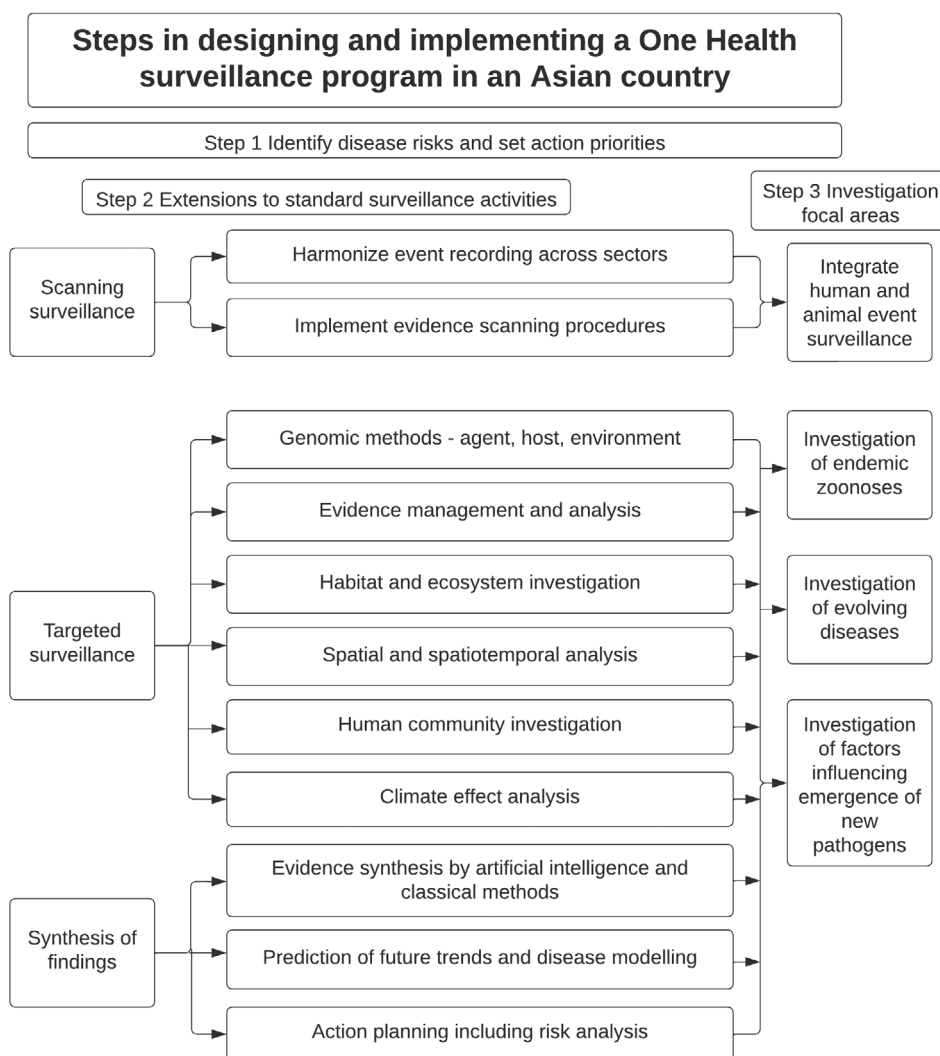 Steps in designing and implementing a One Health
surveillance program in an Asian country
Step 1 Identify disease risks and set action priorities
Step 2 Extensions to standard surveillance activities
Step 3 Investigation
focal areas
Scanning
surveillance
Harmonize event recording across sectors
Implement evidence scanning procedures
Integrate
human and
animal event
surveillance
Targeted
surveillance
Genomic methods - agent, host, environment
Evidence management and analysis
Habitat and ecosystem investigation
Spatial and spatiotemporal analysis
Human community investigation
Climate effect analysis
Investigation
of endemic
zoonoses
Investigation
of evolving
diseases
Investigation
of factors
influencing
emergence of
new
pathogens
Synthesis of
findings
Evidence synthesis by artificial intelligence and
classical methods
Prediction of future trends and disease modelling
Action planning including risk analysis